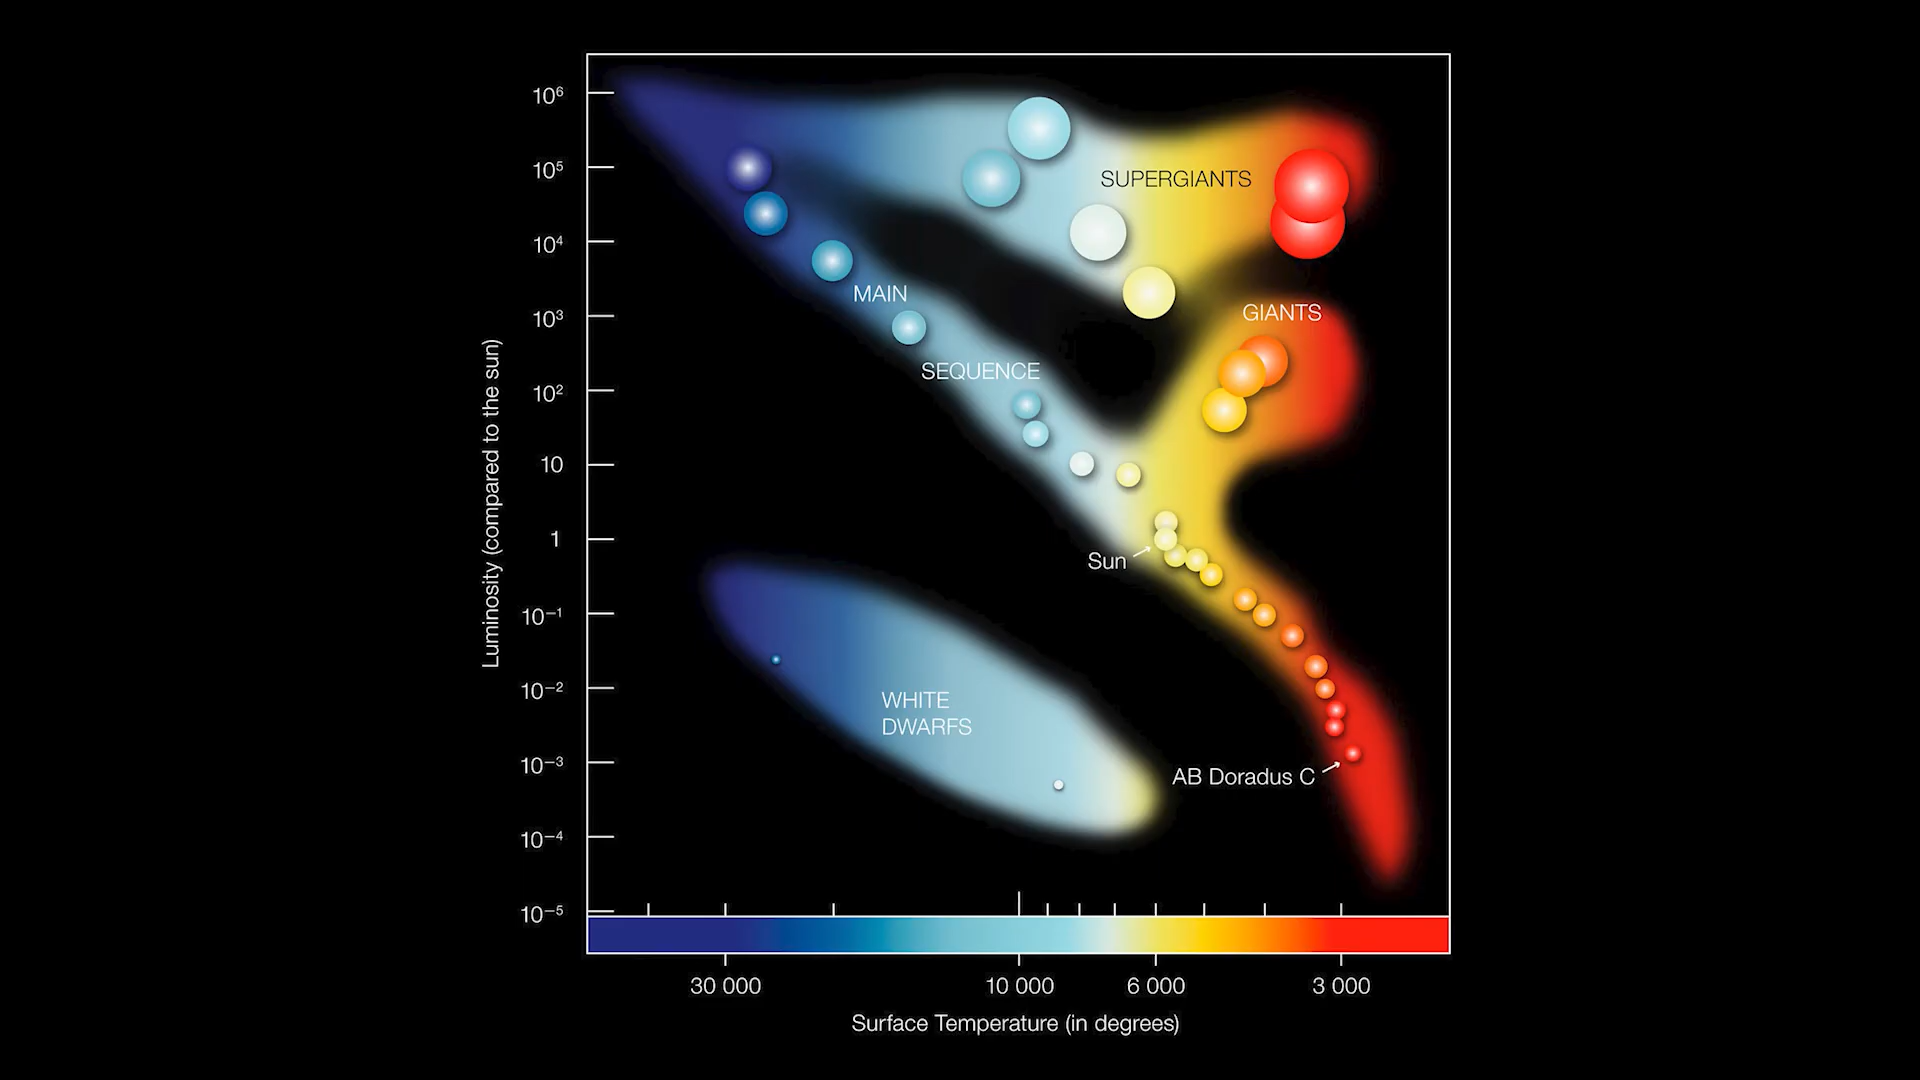 10⁶
10⁵
SUPERGIANTS
10⁴
MAIN
10³
GIANTS
SEQUENCE
10²
10
1
Sun
10⁻¹
10⁻²
WHITE
DWARFS
10⁻³
AB Doradus C
10⁻⁴
10⁻⁵
Luminosity (compared to the sun)
30 000
10 000
6 000
3 000
Surface Temperature (in degrees)